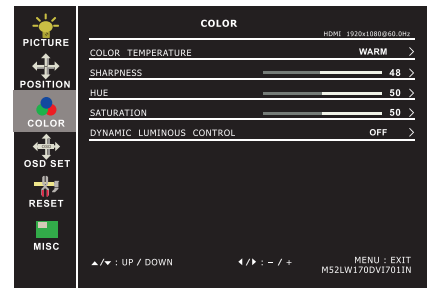 COLOR
HDMI 1920x1080@60.0Hz
PICTURE
POSITION
COLOR
OSD SET
RESET
MISC
COLOR TEMPERATURE WARM >
SHARPNESS 48 >
HUE 50 >
SATURATION 50 >
DYNAMIC LUMINOUS CONTROL OFF >
▲/▼ : UP / DOWN ◀/▶ : – / + MENU : EXIT
M52LW170DVI701IN